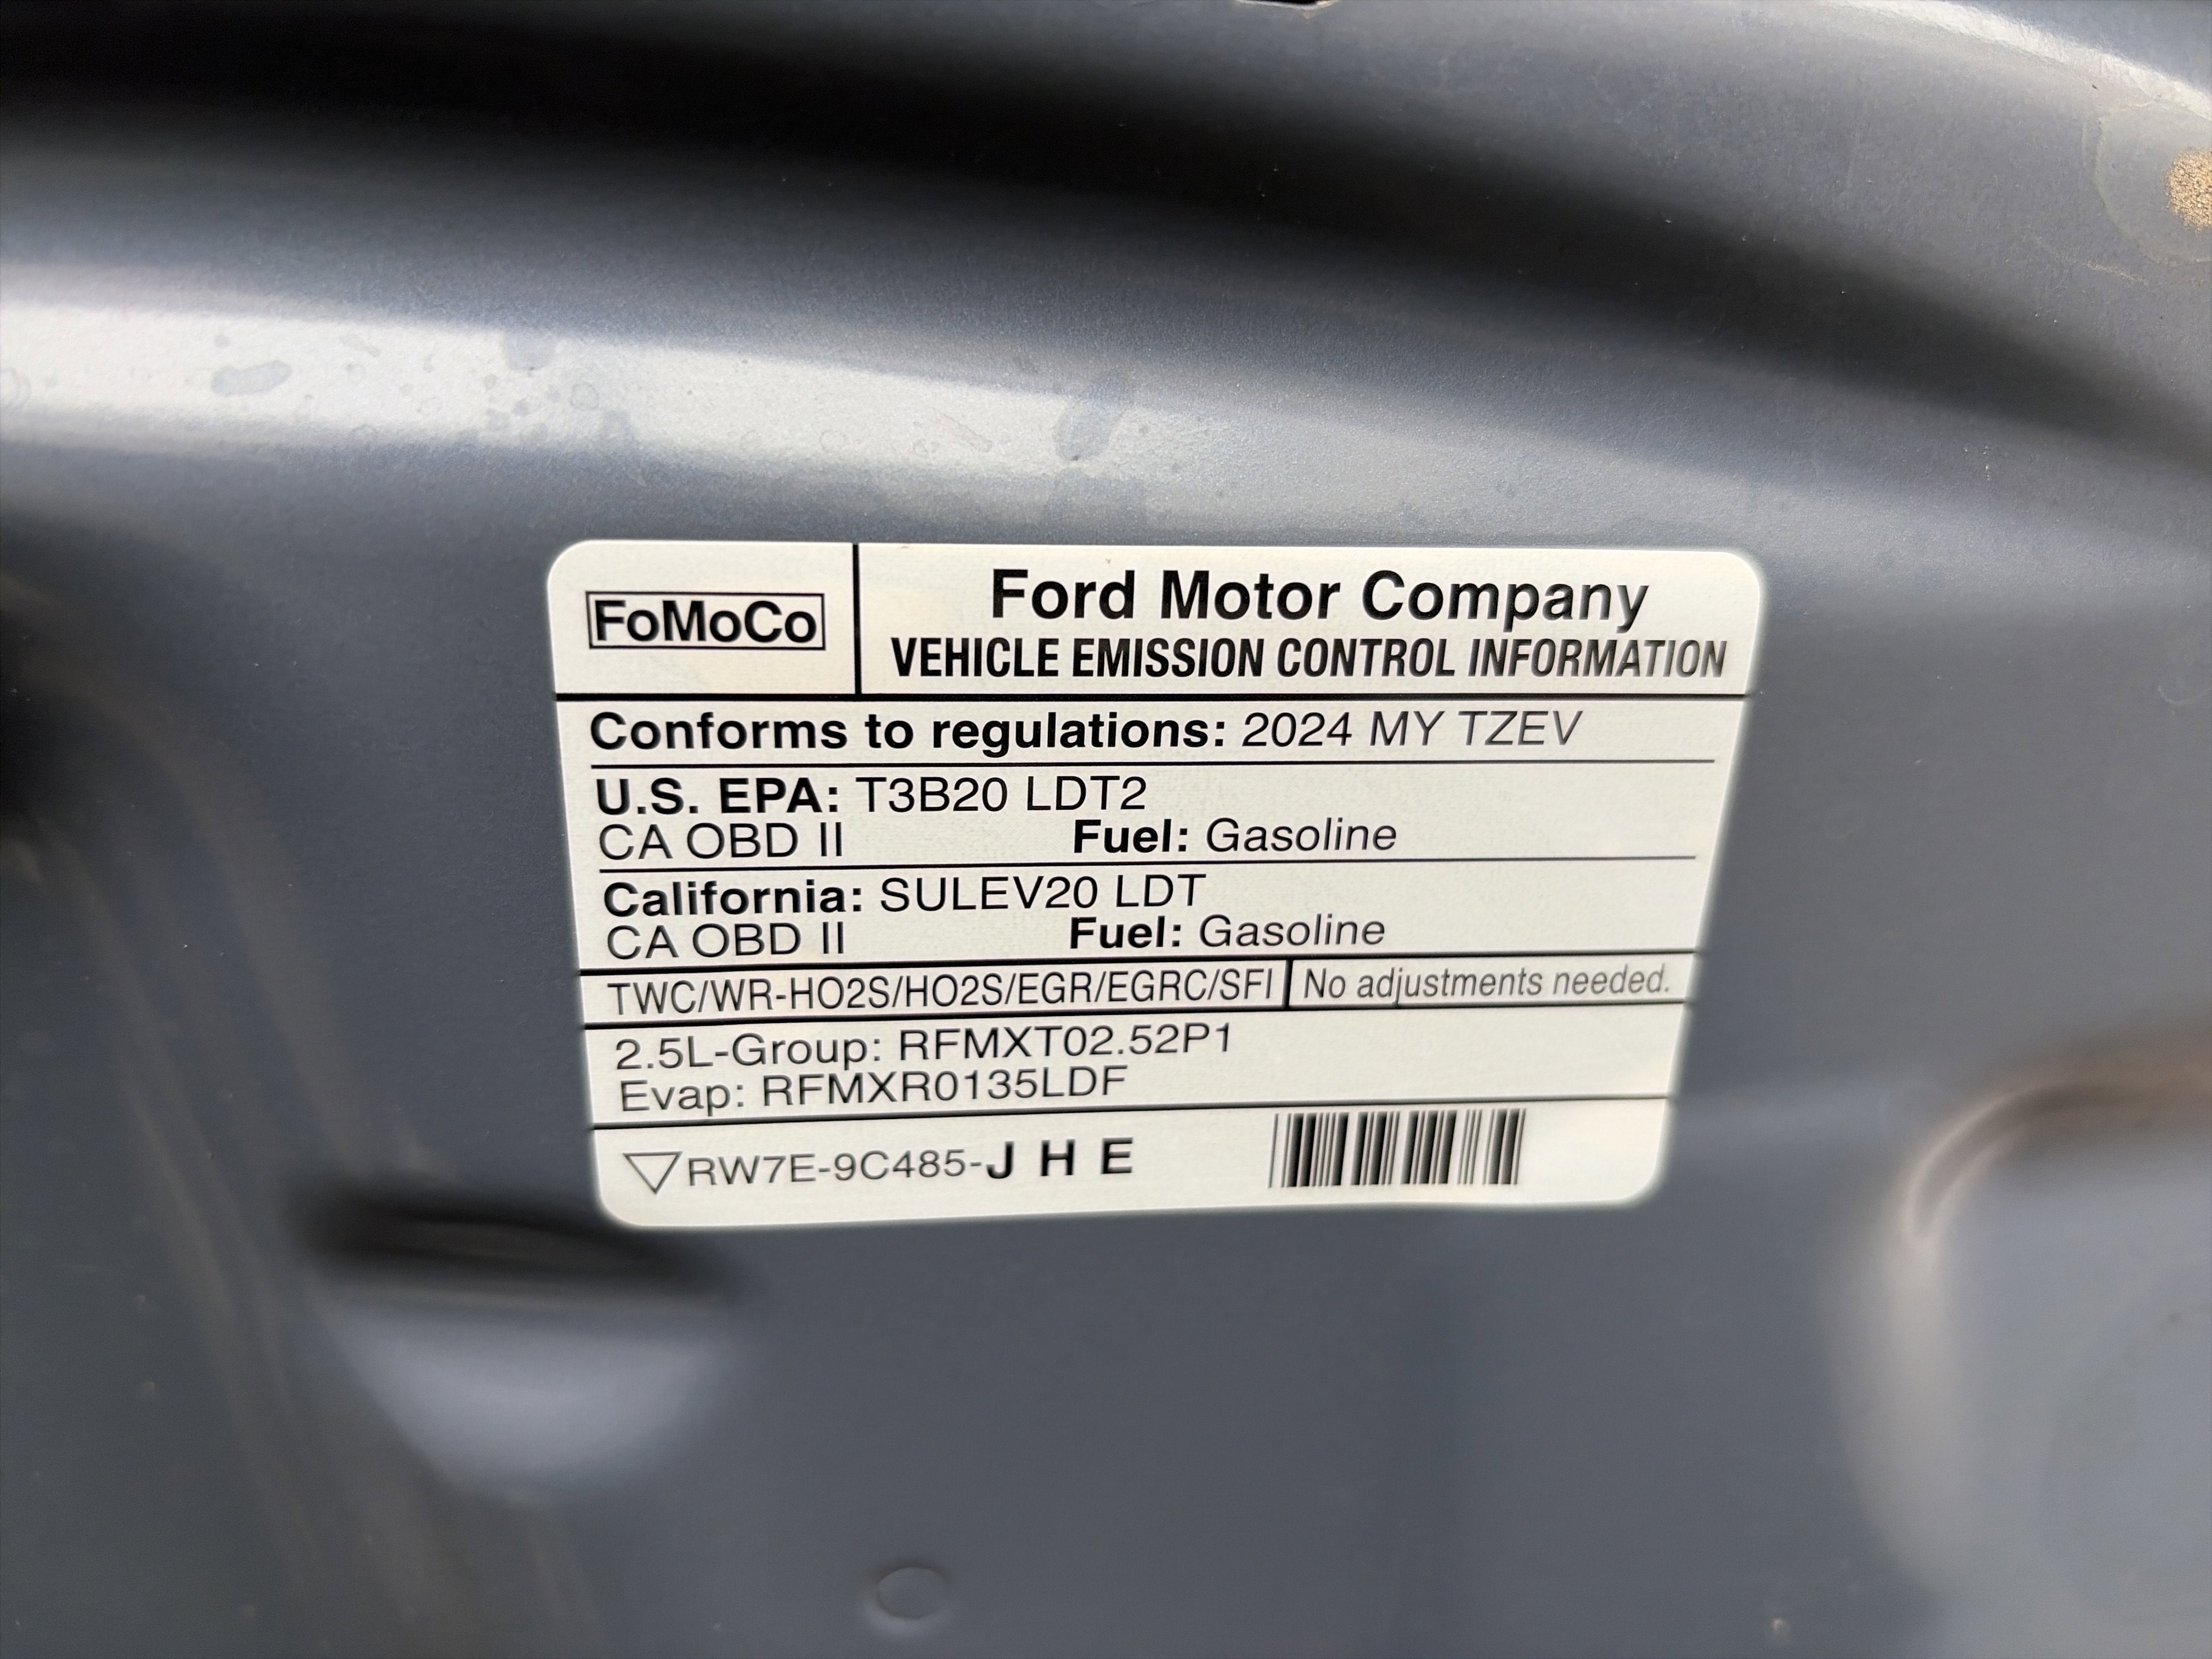 FoMoCo
Ford Motor Company
VEHICLE EMISSION CONTROL INFORMATION
Conforms to regulations: 2024 MY TZEV
U.S. EPA: T3B20 LDT2
CA OBD II Fuel: Gasoline
California: SULEV20 LDT
CA OBD II Fuel: Gasoline
TWC/WR-HO2S/HO2S/EGR/EGRC/SFI No adjustments needed.
2.5L-Group: RFMXT02.52P1
Evap: RFMXR0135LDF
RW7E-9C485-J H E